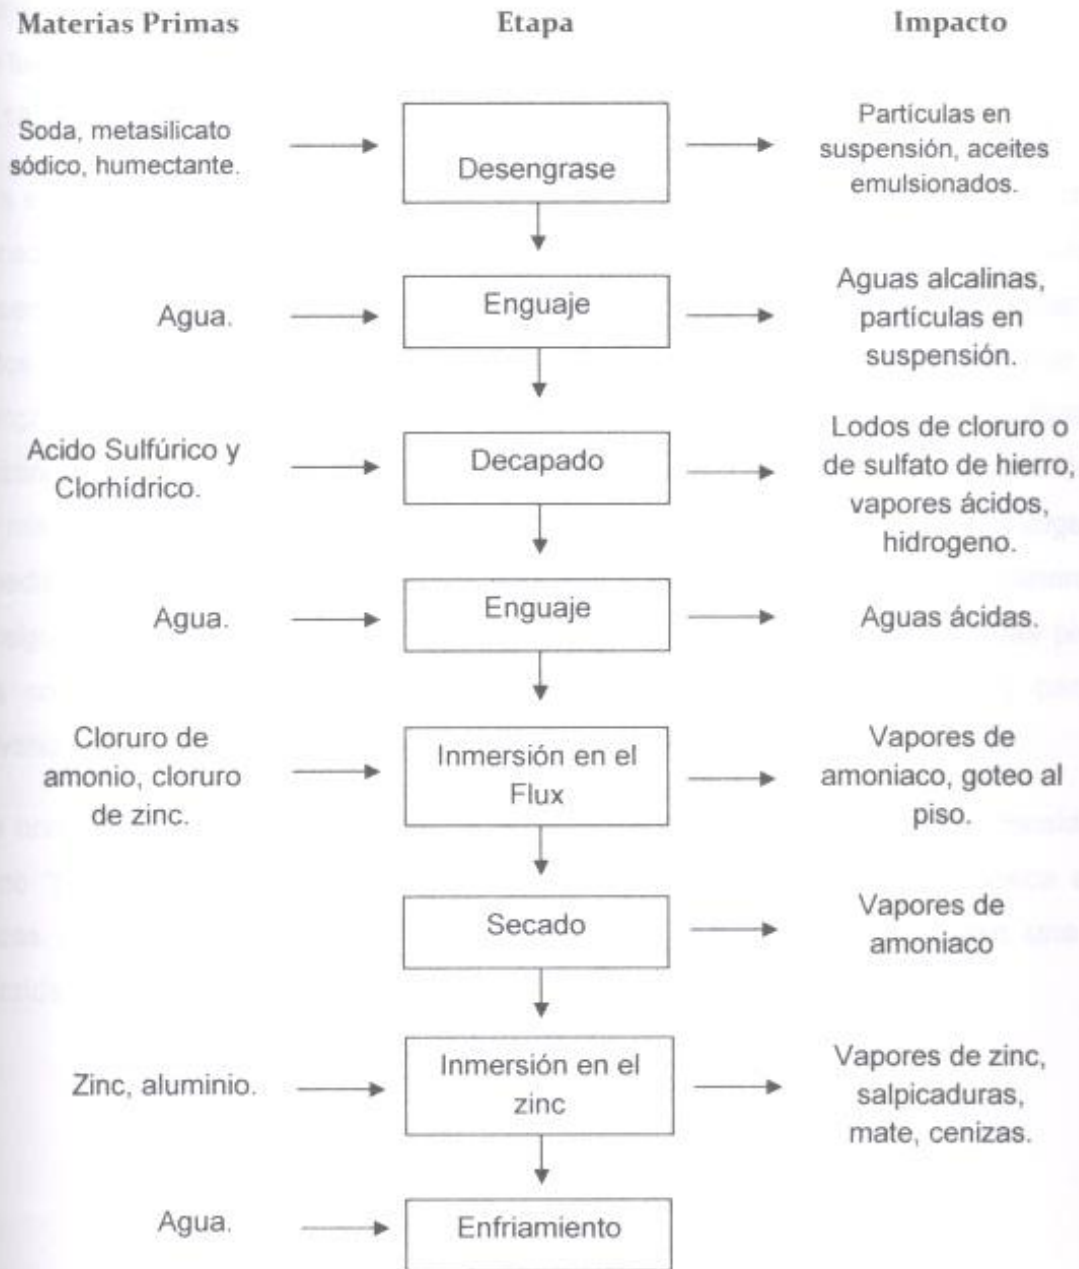 Materias Primas Etapa Impacto
Soda, metasilicato
sódico, humectante.
Desengrase
Partículas en
suspensión, aceites
emulsionados.
Agua.
Enguaje
Aguas alcalinas,
partículas en
suspensión.
Acido Sulfúrico y
Clorhídrico.
Decapado
Lodos de cloruro o
de sulfato de hierro,
vapores ácidos,
hidrogeno.
Agua.
Enguaje
Aguas ácidas.
Cloruro de
amonio, cloruro
de zinc.
Inmersión en el
Flux
Vapores de
amoniaco, goteo al
piso.
Secado
Vapores de
amoniaco
Zinc, aluminio.
Inmersión en el
zinc
Vapores de zinc,
salpicaduras,
mate, cenizas.
Agua.
Enfriamiento